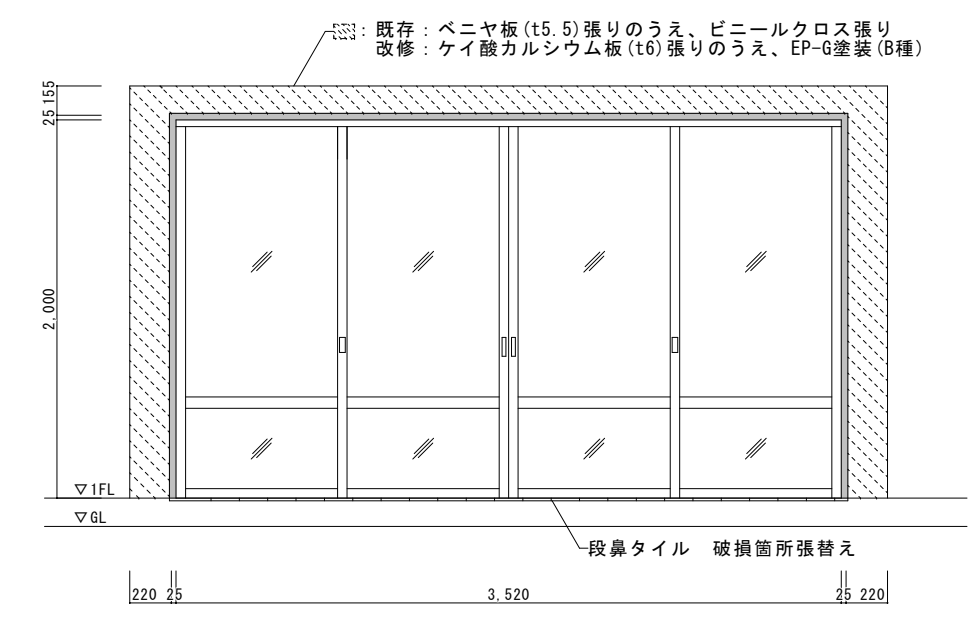 既存：ベニヤ板(t5.5)張りのうえ、ビニールクロス張り
改修：ケイ酸カルシウム板(t6)張りのうえ、EP-G塗装(B種)
155
25
2,000
▽1FL
▽GL
段鼻タイル　破損箇所張替え
220 25 3,520 25 220